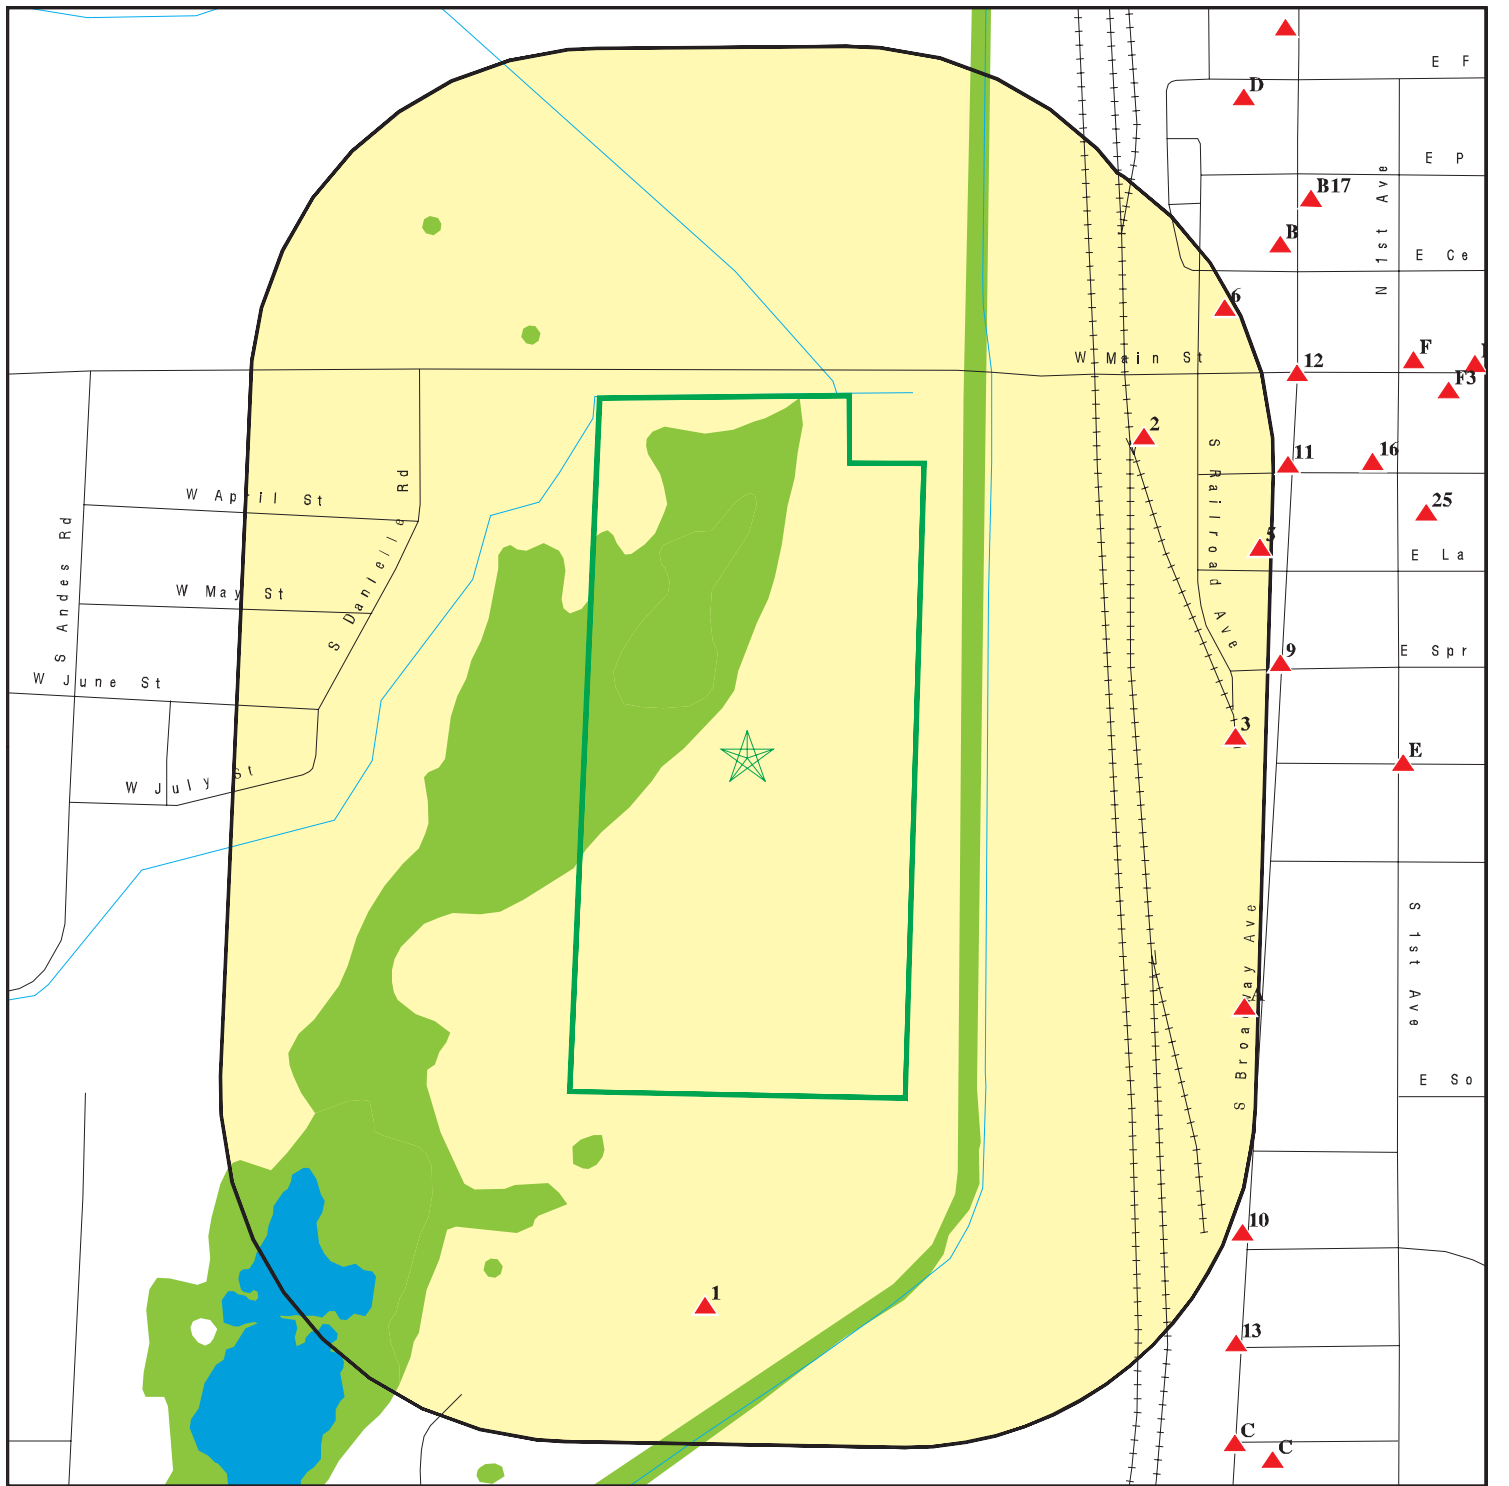 E F
D
E P
B17
N 1st Ave
B
E Ce
6
W Main St
12
F
F3
2
S Railroad Ave
11
16
W April St
S Danielle Rd
S Andes Rd
25
5
E La
W May St
9
E Spr
W June St
3
E
W July St
S Broadway Ave
S 1st Ave
A
E So
10
1
13
C
C